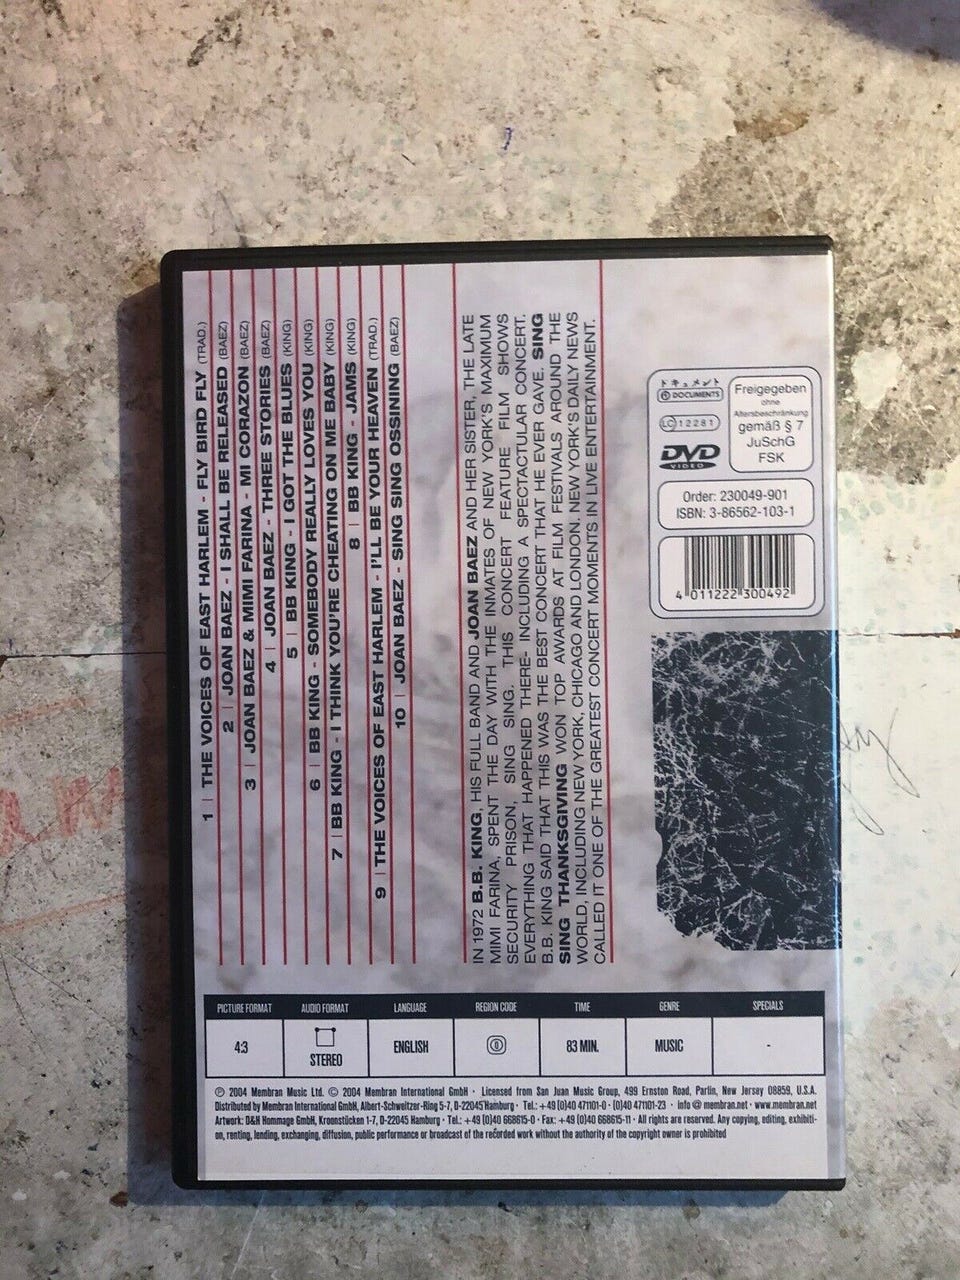 1 | THE VOICES OF EAST HARLEM - FLY BIRD FLY (TRAD.)
2 | JOAN BAEZ - I SHALL BE RELEASED (BAEZ)
3 | JOAN BAEZ & MIMI FARINA - MI CORAZON (BAEZ)
4 | JOAN BAEZ - THREE STORIES (BAEZ)
5 | BB KING - I GOT THE BLUES (KING)
6 | BB KING - SOMEBODY REALLY LOVES YOU (KING)
7 | BB KING - I THINK YOU'RE CHEATING ON ME BABY (KING)
8 | BB KING - JAMS (KING)
9 | THE VOICES OF EAST HARLEM - I'LL BE YOUR HEAVEN (TRAD.)
10 | JOAN BAEZ - SING SING OSSINING (BAEZ)
IN 1972 B.B. KING, HIS FULL BAND AND JOAN BAEZ AND HER SISTER, THE LATE
MIMI FARINA, SPENT THE DAY WITH THE INMATES OF NEW YORK'S MAXIMUM
SECURITY PRISON, SING SING. THIS CONCERT FEATURE FILM SHOWS
EVERYTHING THAT HAPPENED THERE- INCLUDING A SPECTACULAR CONCERT.
B.B. KING SAID THAT THIS WAS THE BEST CONCERT THAT HE EVER GAVE. SING
SING THANKSGIVING WON TOP AWARDS AT FILM FESTIVALS AROUND THE
WORLD, INCLUDING NEW YORK, CHICAGO AND LONDON. NEW YORK'S DAILY NEWS
CALLED IT ONE OF THE GREATEST CONCERT MOMENTS IN LIVE ENTERTAINMENT.
ドキュメント
DOCUMENTS
LC 12281
DVD
VIDEO
Freigegeben
ohne
Altersbeschränkung
gemäß § 7
JuSchG
FSK
Order: 230049-901
ISBN: 3-86562-103-1
4 011222 300492
PICTURE FORMAT AUDIO FORMAT LANGUAGE REGION CODE TIME GENRE SPECIALS
4:3 STEREO ENGLISH 0 83 MIN. MUSIC -
℗ 2004 Membran Music Ltd. © 2004 Membran International GmbH · Licensed from San Juan Music Group, 499 Ernston Road, Parlin, New Jersey 08859, U.S.A.
Distributed by Membran International GmbH, Albert-Schweitzer-Ring 5-7, D-22045 Hamburg · Tel.: +49 (0)40 471101-0 · (0)40 471101-23 · info @ membran.net · www.membran.net
Artwork: D&H Hommage GmbH, Kroonstücken 1-7, D-22045 Hamburg · Tel.: +49 (0)40 668615-0 · Fax: +49 (0)40 668615-11 · All rights are reserved. Any copying, editing, exhibiti-
on, renting, lending, exchanging, diffusion, public performance or broadcast of the recorded work without the authority of the copyright owner is prohibited